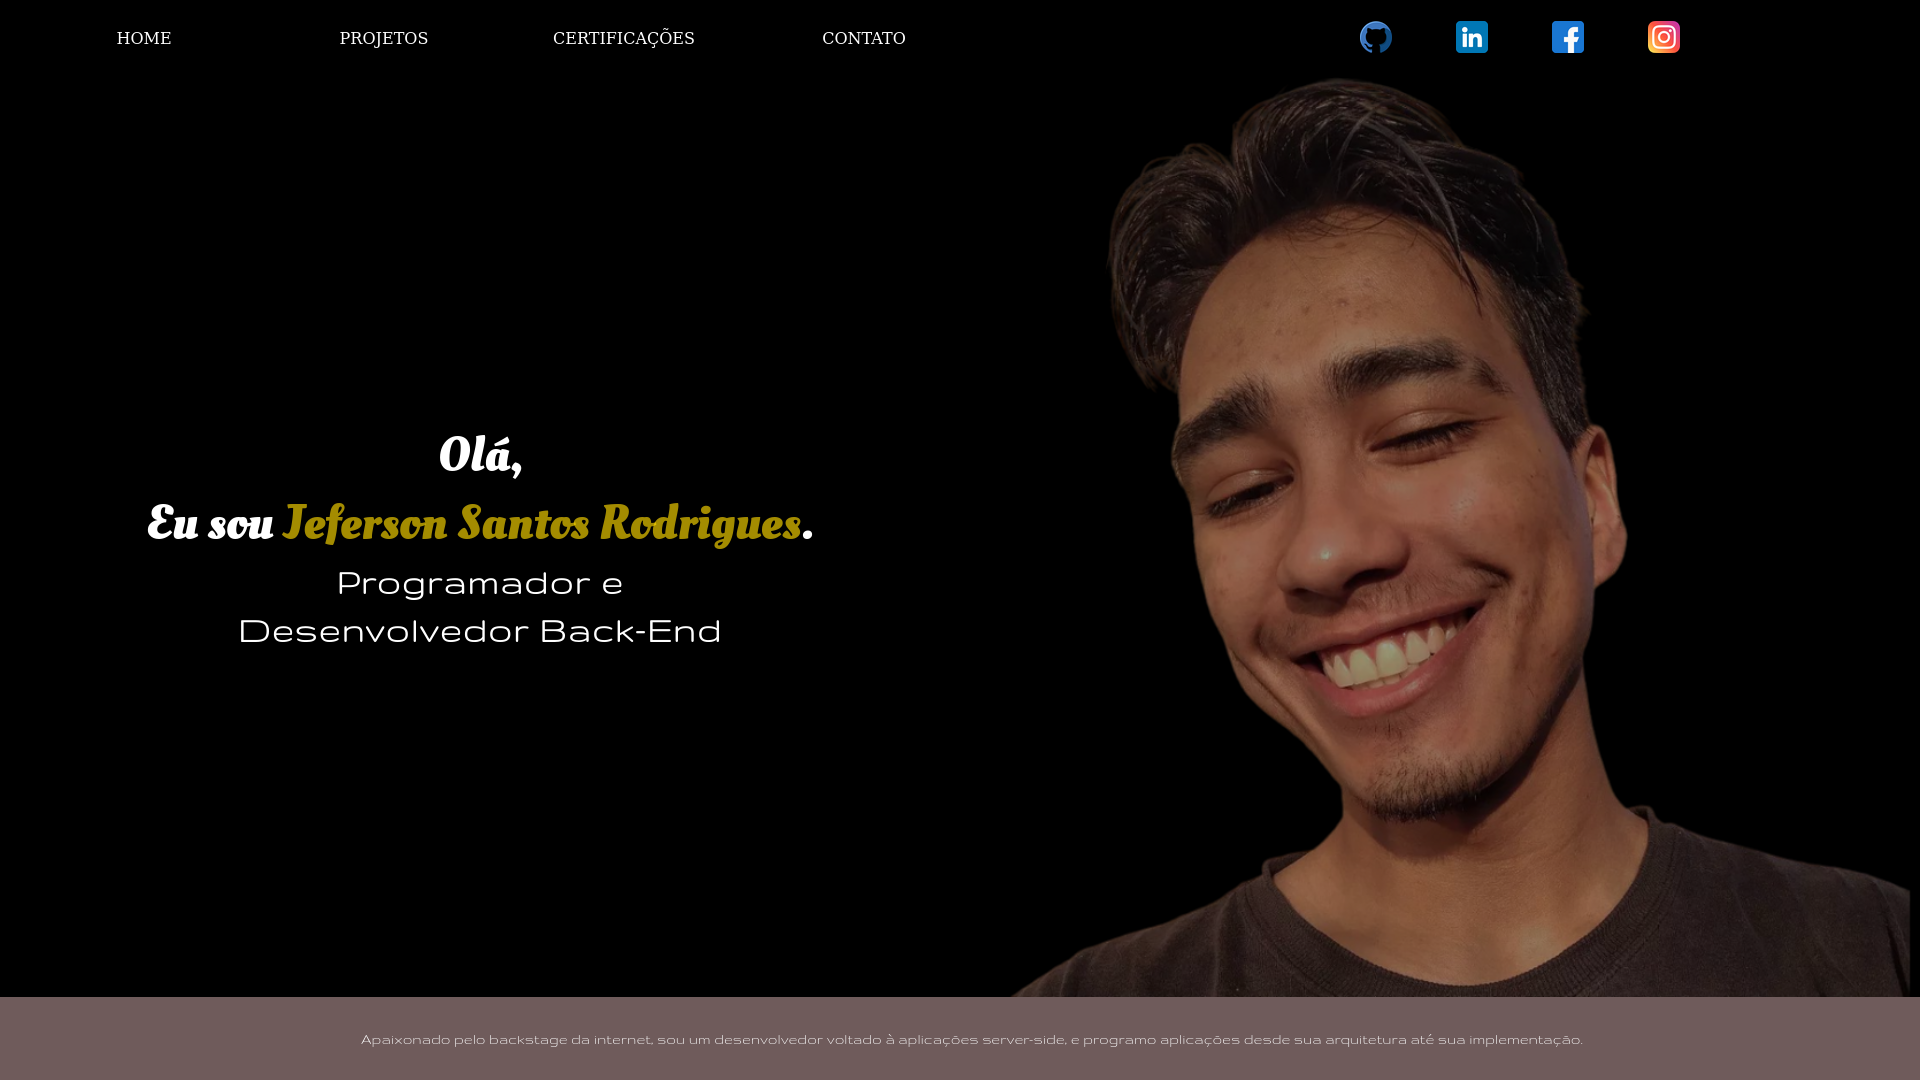 HOME
PROJETOS
CERTIFICAÇÕES
CONTATO
in
Olá,
Eu sou Jeferson Santos Rodrigues.
Programador e
Desenvolvedor Back-End
Apaixonado pelo backstage da internet, sou um desenvolvedor voltado à aplicações server-side, e programo aplicações desde sua arquitetura até sua implementação.